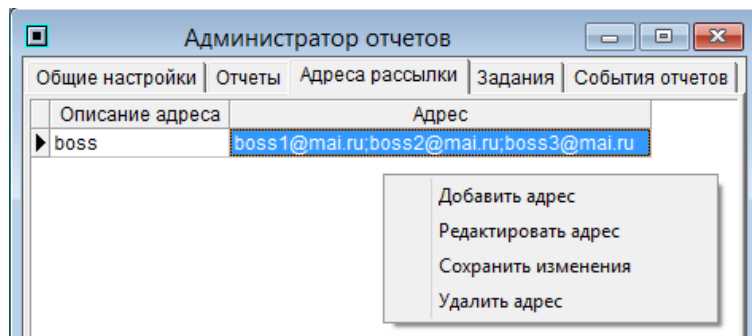 Администратор отчетов
Общие настройки Отчеты Адреса рассылки Задания События отчетов
Описание адреса Адрес
boss boss1@mai.ru;boss2@mai.ru;boss3@mai.ru
Добавить адрес
Редактировать адрес
Сохранить изменения
Удалить адрес